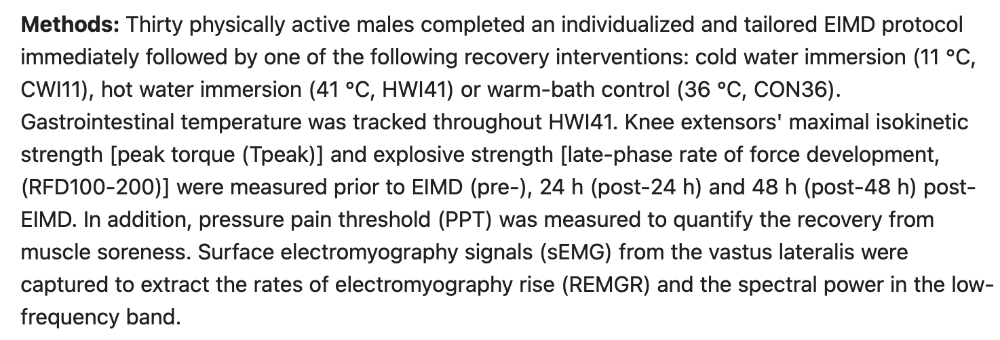 Methods: Thirty physically active males completed an individualized and tailored EIMD protocol
immediately followed by one of the following recovery interventions: cold water immersion (11 °C,
CWI11), hot water immersion (41 °C, HWI41) or warm-bath control (36 °C, CON36).
Gastrointestinal temperature was tracked throughout HWI41. Knee extensors' maximal isokinetic
strength [peak torque (Tpeak)] and explosive strength [late-phase rate of force development,
(RFD100-200)] were measured prior to EIMD (pre-), 24 h (post-24 h) and 48 h (post-48 h) post-
EIMD. In addition, pressure pain threshold (PPT) was measured to quantify the recovery from
muscle soreness. Surface electromyography signals (sEMG) from the vastus lateralis were
captured to extract the rates of electromyography rise (REMGR) and the spectral power in the low-
frequency band.